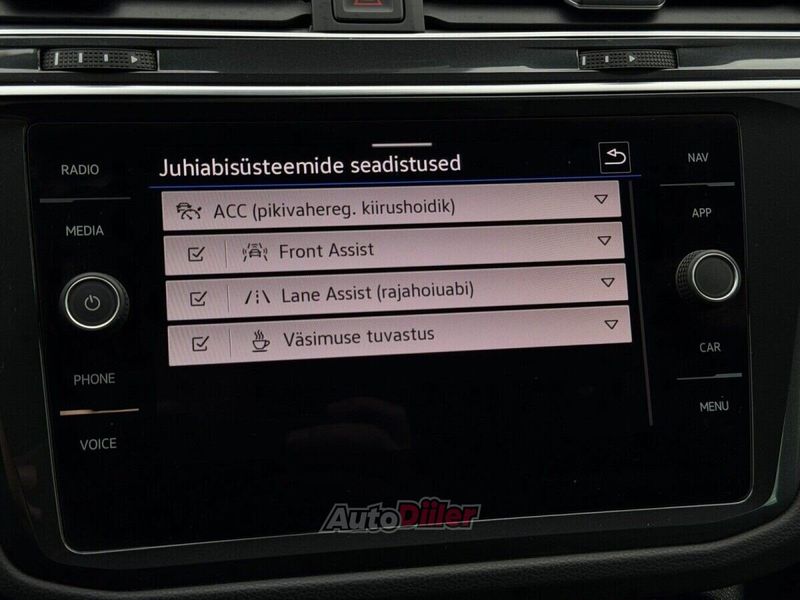 RADIO
MEDIA
PHONE
VOICE
Juhiabisüsteemide seadistused
ACC (pikivahereg. kiirushoidik)
Front Assist
Lane Assist (rajahoiuabi)
Väsimuse tuvastus
NAV
APP
CAR
MENU
AutoDiiler